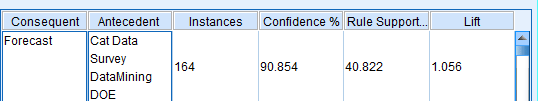 Consequent Antecedent Instances Confidence % Rule Support... Lift
Forecast Cat Data
Survey
164 90.854 40.822 1.056
DataMining
DOE